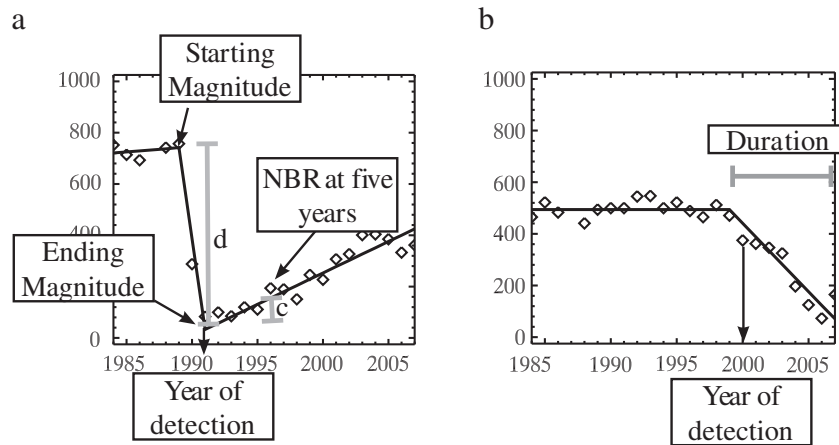 a
Starting
Magnitude
1000
800
600
400
200
0
NBR at five
years
d
Ending
Magnitude
c
1985 1990 1995 2000 2005
Year of
detection
b
1000
800
600
400
200
0
Duration
1985 1990 1995 2000 2005
Year of
detection